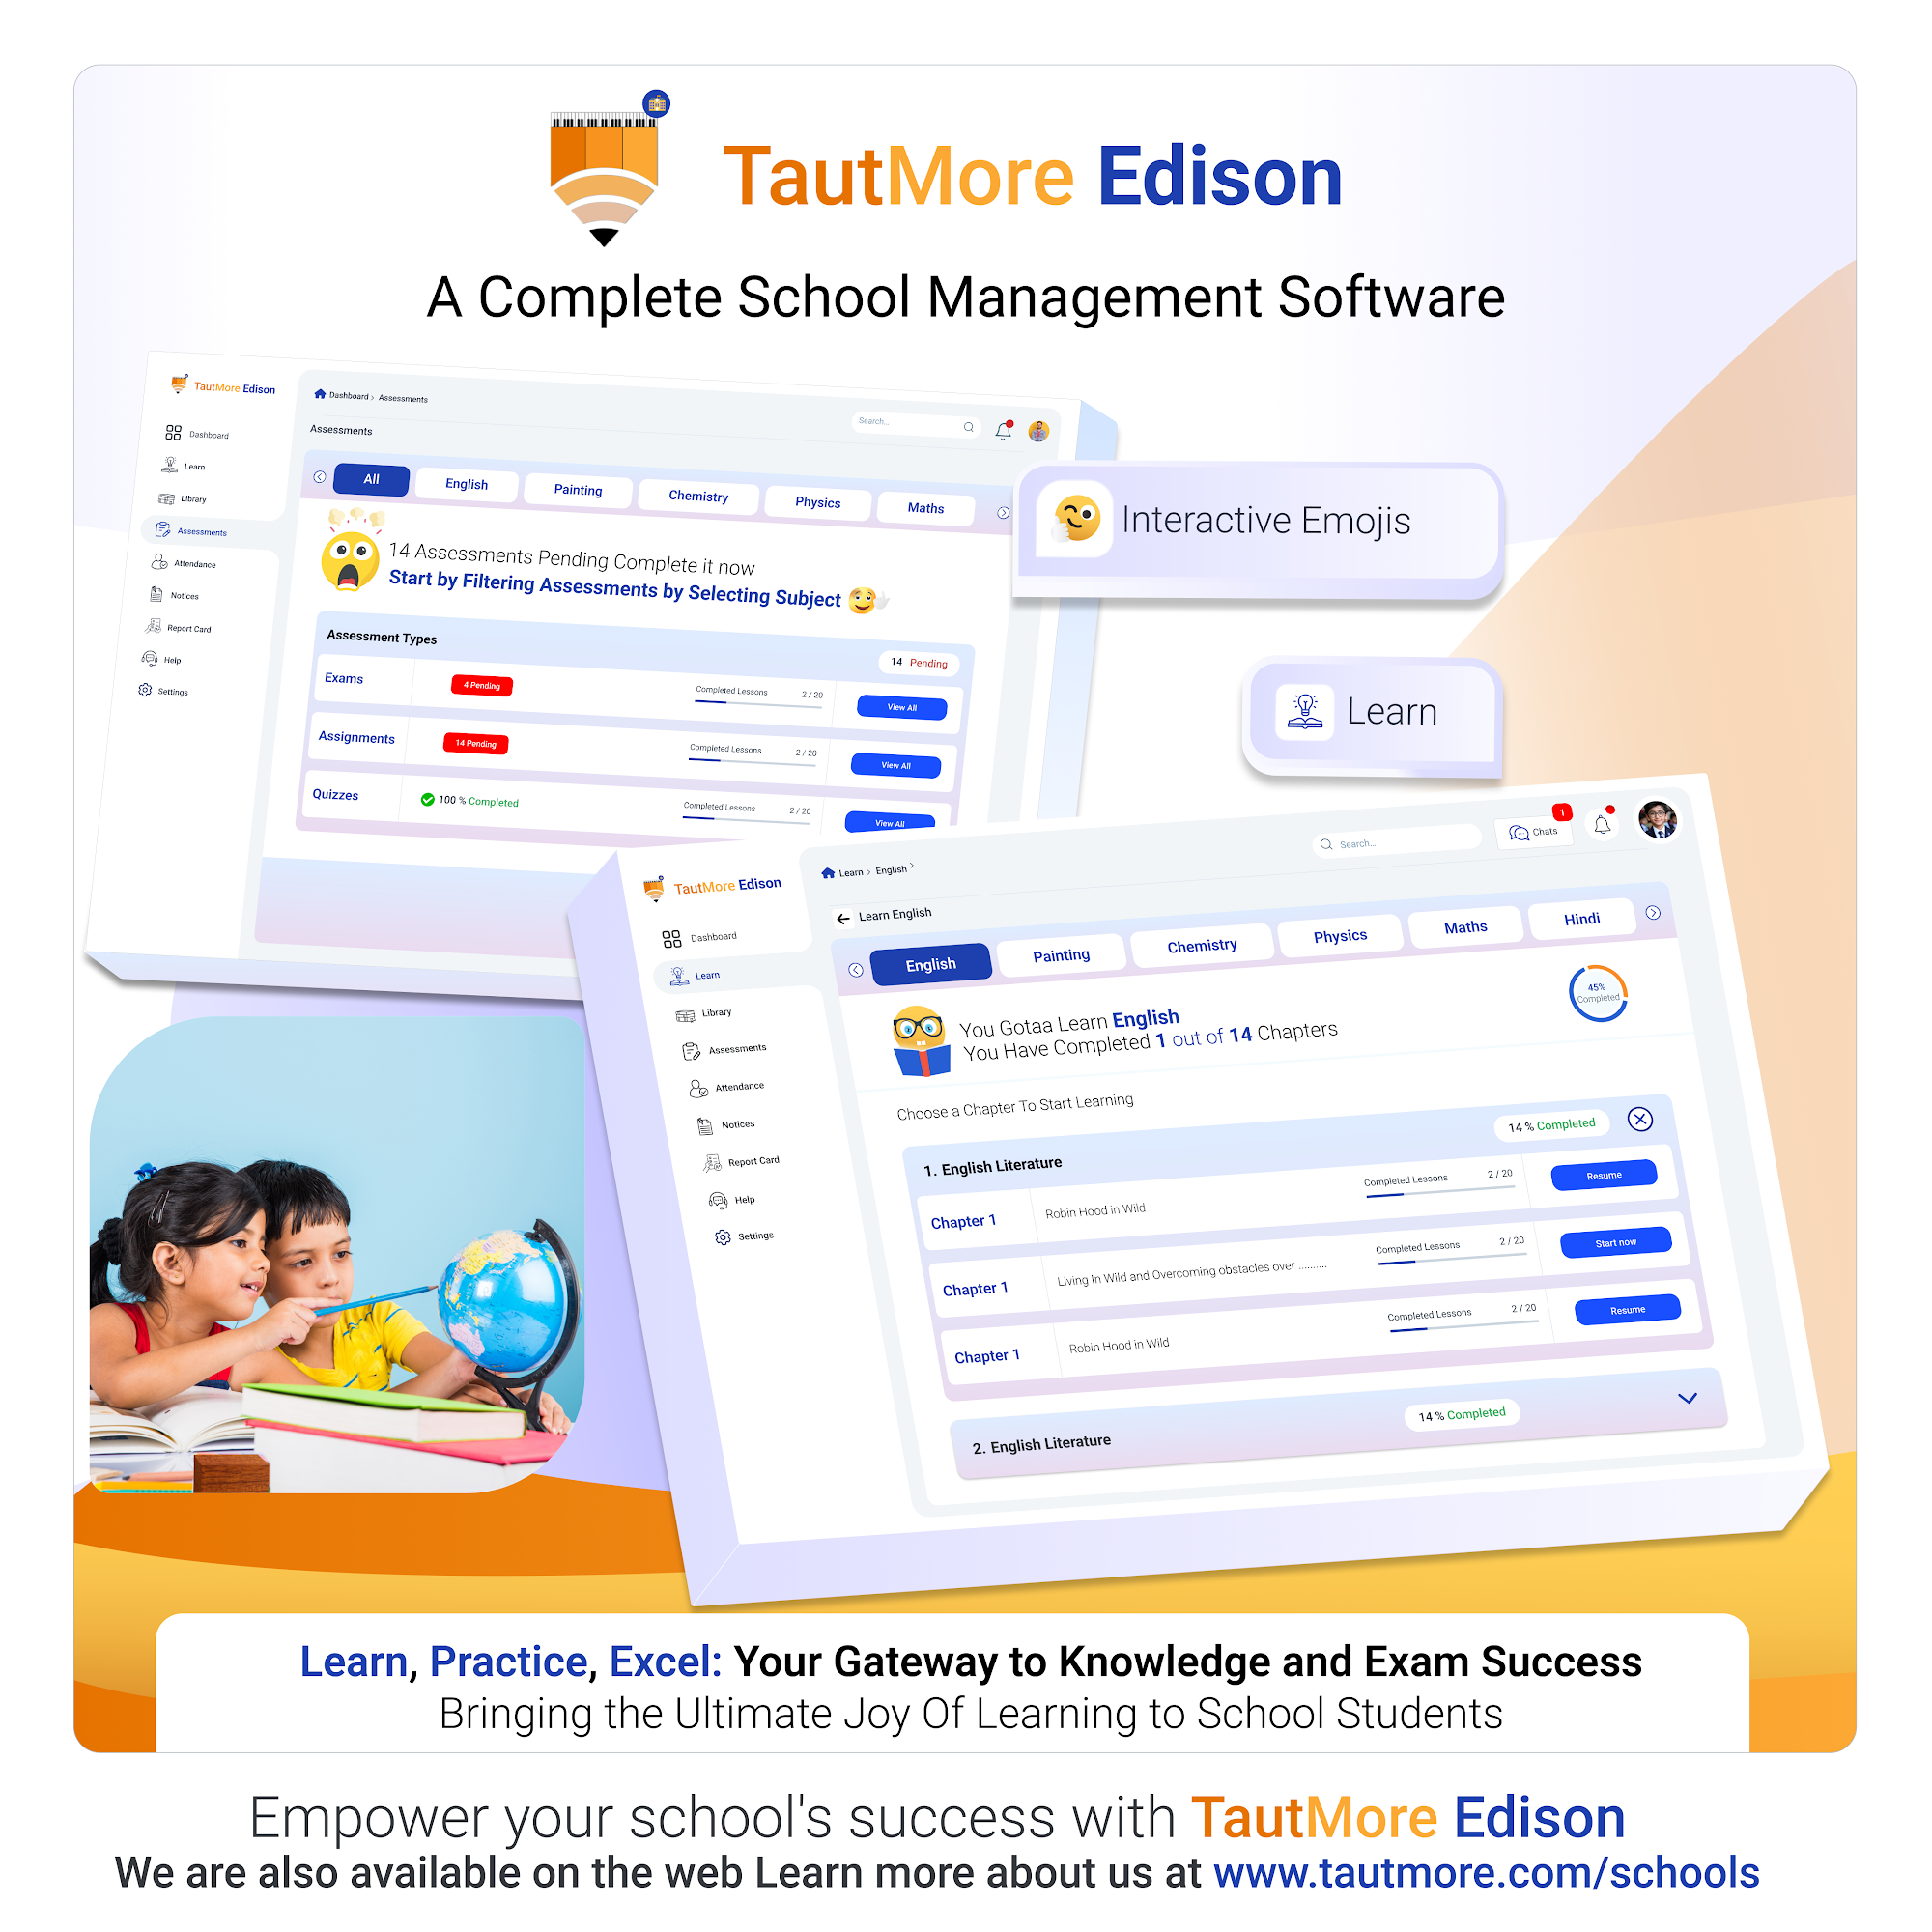 TautMore Edison
A Complete School Management Software
TautMore Edison
Dashboard
Learn
Library
Assessments
Attendance
Notices
Report Card
Help
Settings
Dashboard > Assessments
Search...
Assessments
All English Painting Chemistry Physics Maths
14 Assessments Pending Complete it now
Start by Filtering Assessments by Selecting Subject
Assessment Types
14 Pending
Exams 4 Pending Completed Lessons 2 / 20 View All
Assignments 14 Pending Completed Lessons 2 / 20 View All
Quizzes 100 % Completed Completed Lessons 2 / 20 View All
Interactive Emojis
Learn
TautMore Edison
Dashboard
Learn
Library
Assessments
Attendance
Notices
Report Card
Help
Settings
Learn > English >
Search...
Chats
1
Learn English
English Painting Chemistry Physics Maths Hindi
You Gotaa Learn English
You Have Completed 1 out of 14 Chapters
45%
Completed
Choose a Chapter To Start Learning
1. English Literature 14 % Completed
Chapter 1 Robin Hood in Wild Completed Lessons 2 / 20 Resume
Chapter 1 Living In Wild and Overcoming obstacles over .......... Completed Lessons 2 / 20 Start now
Chapter 1 Robin Hood in Wild Completed Lessons 2 / 20 Resume
2. English Literature 14 % Completed
Learn, Practice, Excel: Your Gateway to Knowledge and Exam Success
Bringing the Ultimate Joy Of Learning to School Students
Empower your school's success with TautMore Edison
We are also available on the web Learn more about us at www.tautmore.com/schools